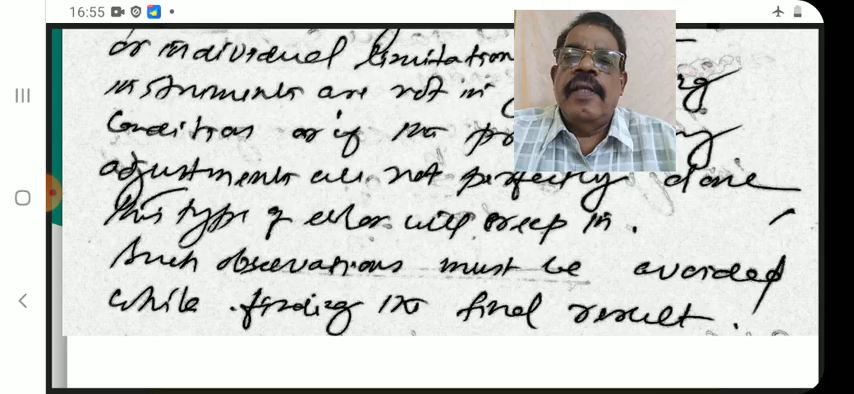 16:55
or individual limitation
instruments are not in
Condition or if the
adjustments are not perfectly done
This type of error will creep in.
Such observations must be avoided
while finding the final result.